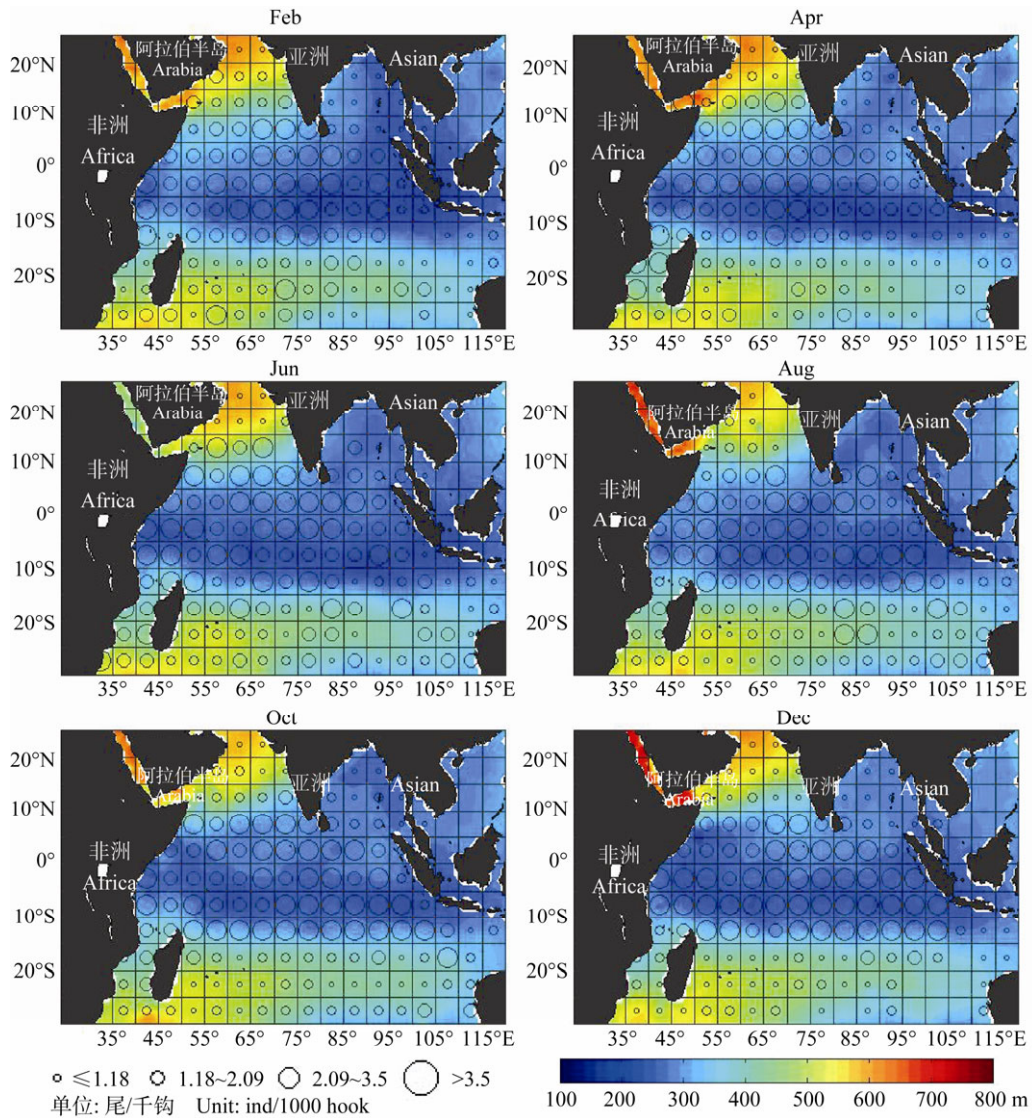 Feb
20°N
10°N
0°
10°S
20°S
阿拉伯半岛
Arabia
亚洲
Asian
非洲
Africa
35°
45°
55°
65°
75°
85°
95°
105°
115°E
Apr
20°N
10°N
0°
10°S
20°S
阿拉伯半岛
Arabia
亚洲
Asian
非洲
Africa
35°
45°
55°
65°
75°
85°
95°
105°
115°E
Jun
20°N
10°N
0°
10°S
20°S
阿拉伯半岛
Arabia
亚洲
Asian
非洲
Africa
35°
45°
55°
65°
75°
85°
95°
105°
115°E
Aug
20°N
10°N
0°
10°S
20°S
阿拉伯半岛
Arabia
亚洲
Asian
非洲
Africa
35°
45°
55°
65°
75°
85°
95°
105°
115°E
Oct
20°N
10°N
0°
10°S
20°S
阿拉伯半岛
Arabia
亚洲
Asian
非洲
Africa
35°
45°
55°
65°
75°
85°
95°
105°
115°E
Dec
20°N
10°N
0°
10°S
20°S
阿拉伯半岛
Arabia
亚洲
Asian
非洲
Africa
35°
45°
55°
65°
75°
85°
95°
105°
115°E
≤1.18 1.18~2.09 2.09~3.5 >3.5
单位: 尾/千钩 Unit: ind/1000 hook
100 200 300 400 500 600 700 800 m